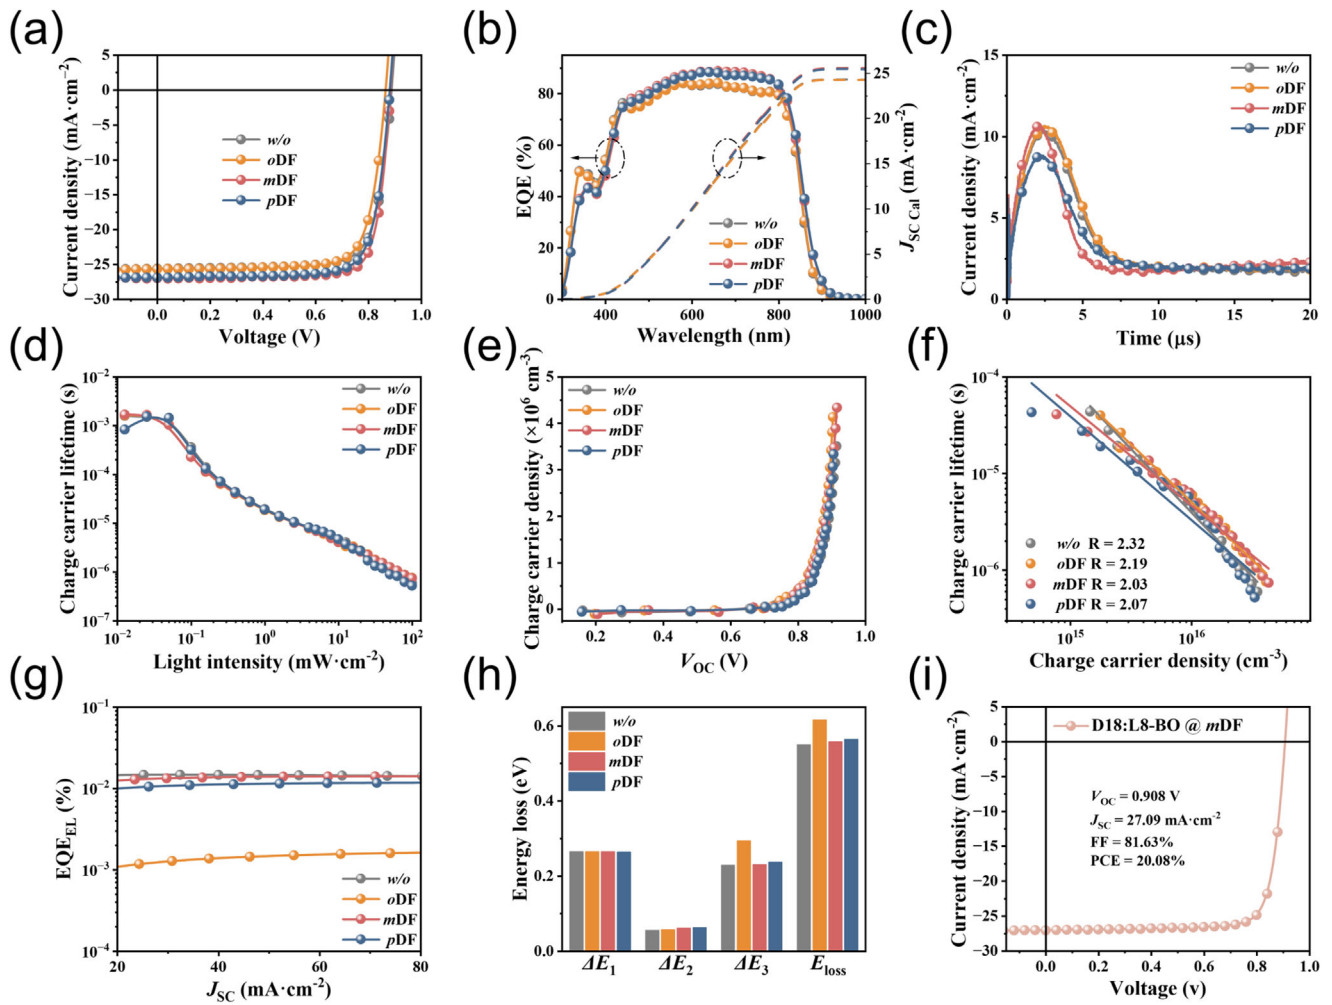 (a)
Current density (mA·cm⁻²)
5
0
−5
−10
−15
−20
−25
−30
w/o
oDF
mDF
pDF
0.0 0.2 0.4 0.6 0.8 1.0
Voltage (V)
(b)
EQE (%)
80
60
40
20
0
w/o
oDF
mDF
pDF
25
20
15
10
5
0
J_SC Cal (mA·cm⁻²)
400 600 800 1000
Wavelength (nm)
(c)
Current density (mA·cm⁻²)
15
10
5
0
w/o
oDF
mDF
pDF
0 5 10 15 20
Time (μs)
(d)
Charge carrier lifetime (s)
10⁻²
10⁻³
10⁻⁴
10⁻⁵
10⁻⁶
10⁻⁷
w/o
oDF
mDF
pDF
10⁻² 10⁻¹ 10⁰ 10¹ 10²
Light intensity (mW·cm⁻²)
(e)
Charge carrier density (×10⁶ cm⁻³)
5
4
3
2
1
0
w/o
oDF
mDF
pDF
0.2 0.4 0.6 0.8 1.0
V_OC (V)
(f)
Charge carrier lifetime (s)
10⁻⁴
10⁻⁵
10⁻⁶
w/o R = 2.32
oDF R = 2.19
mDF R = 2.03
pDF R = 2.07
10¹⁵ 10¹⁶
Charge carrier density (cm⁻³)
(g)
EQE_EL (%)
10⁻¹
10⁻²
10⁻³
10⁻⁴
w/o
oDF
mDF
pDF
20 40 60 80
J_SC (mA·cm⁻²)
(h)
Energy loss (eV)
0.6
0.4
0.2
0.0
w/o
oDF
mDF
pDF
ΔE₁ ΔE₂ ΔE₃ E_loss
(i)
Current density (mA·cm⁻²)
5
0
−5
−10
−15
−20
−25
−30
D18:L8-BO @ mDF
V_OC = 0.908 V
J_SC = 27.09 mA·cm⁻²
FF = 81.63%
PCE = 20.08%
0.0 0.2 0.4 0.6 0.8 1.0
Voltage (v)